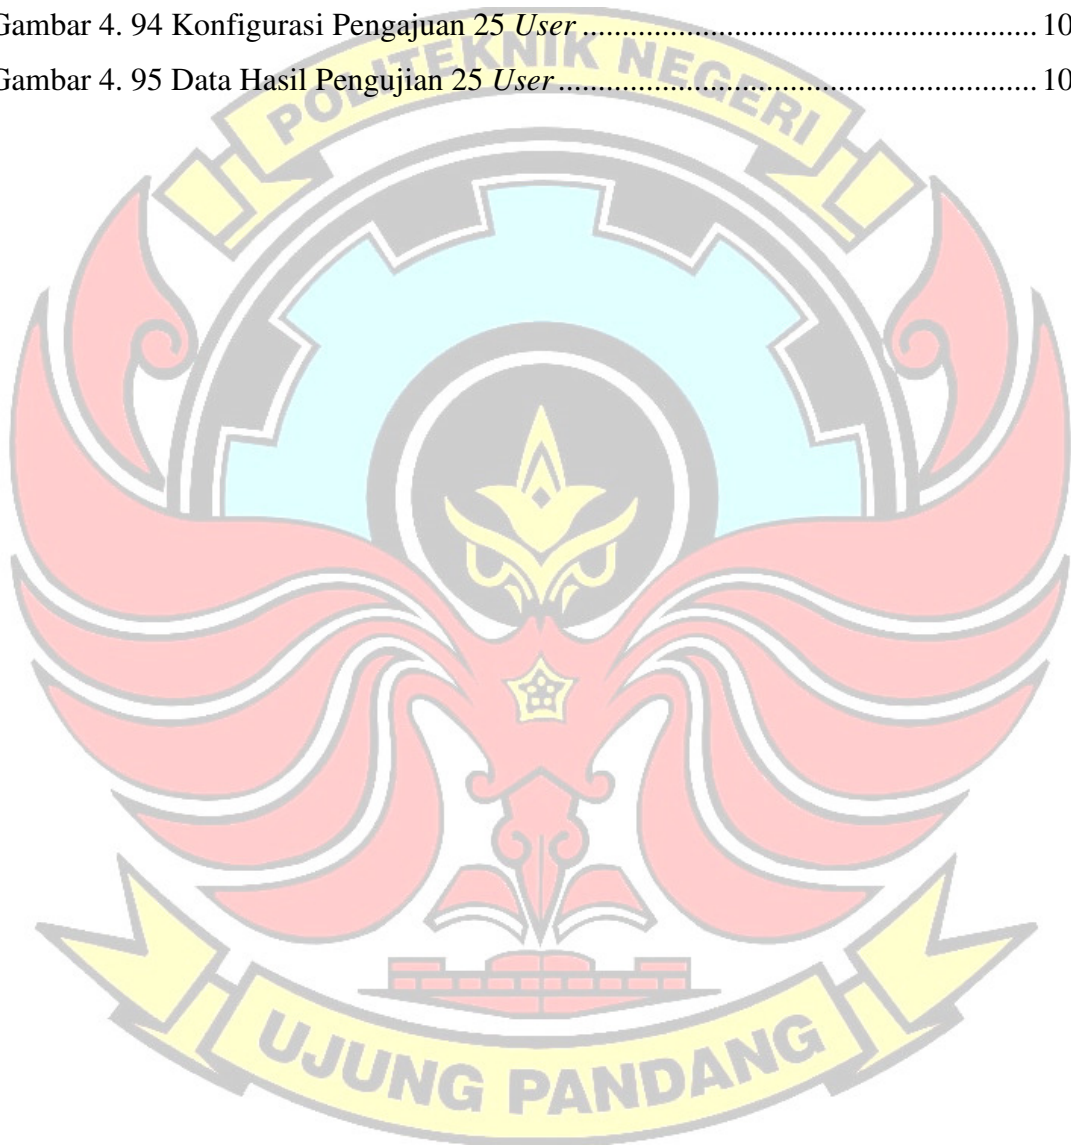 Gambar 4. 94 Konfigurasi Pengajuan 25 User ........................................................... 10
Gambar 4. 95 Data Hasil Pengujian 25 User .............................................................. 10
POLITEKNIK NEGERI
UJUNG PANDANG